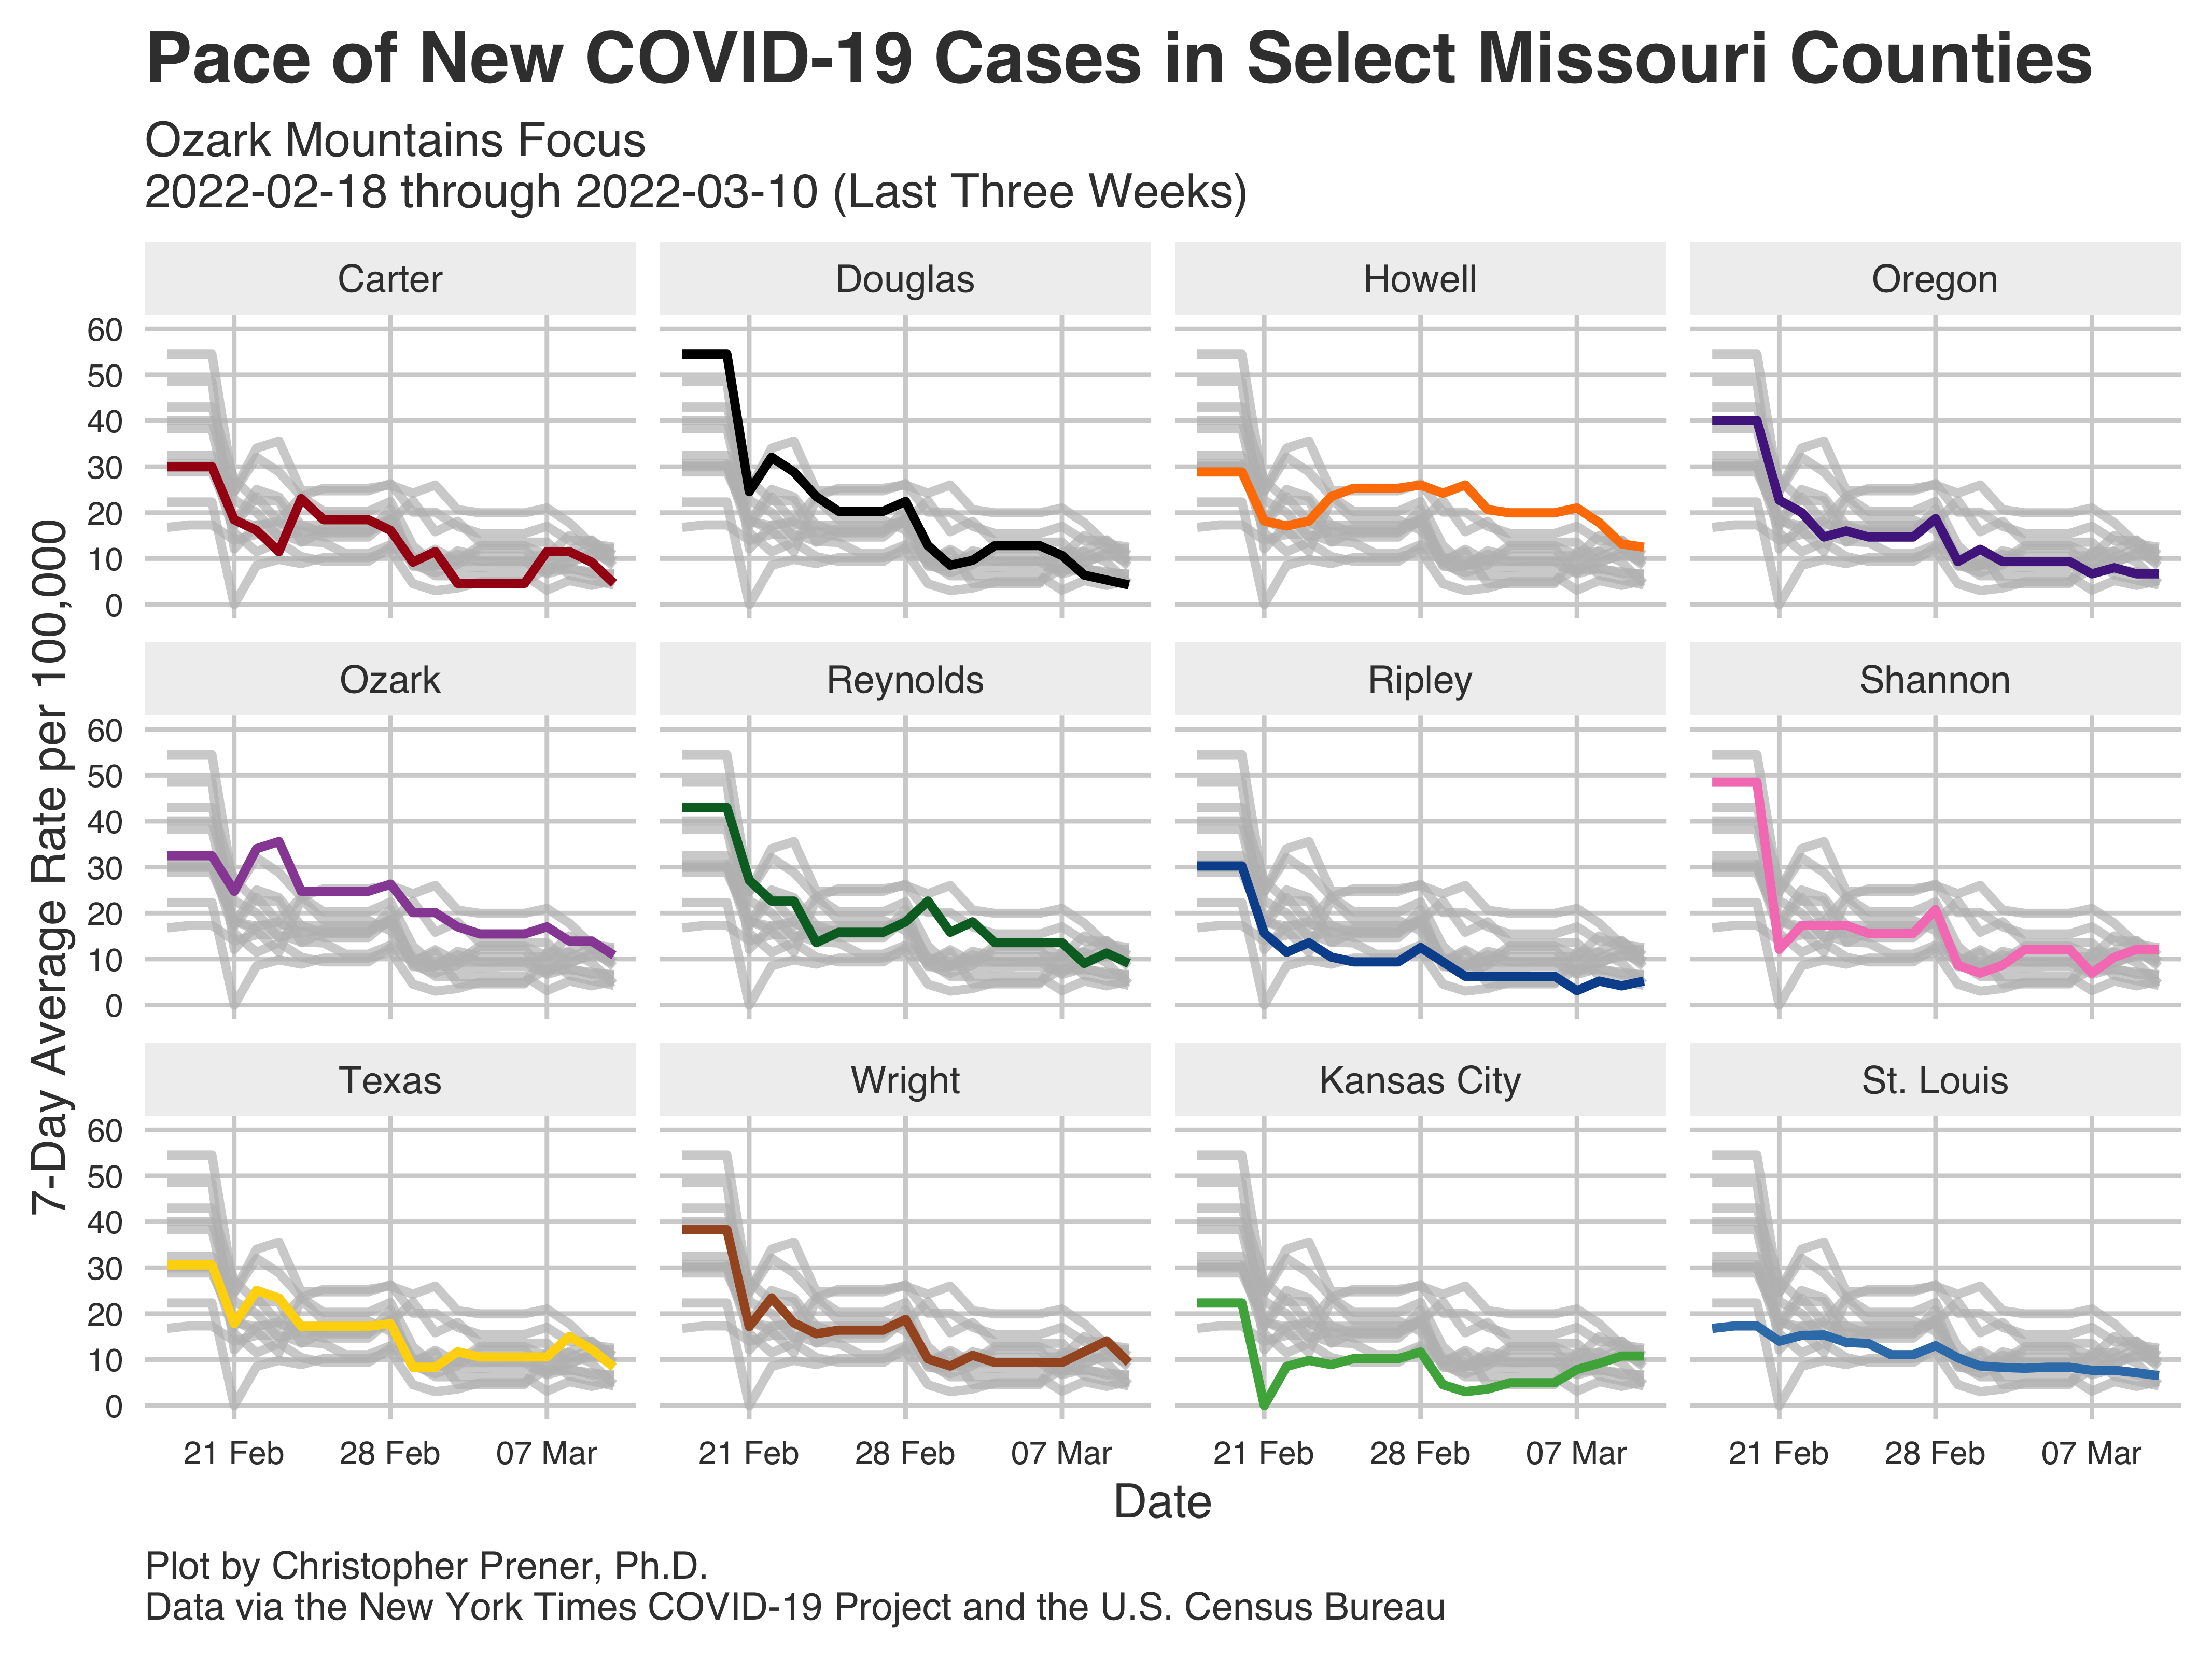 Pace of New COVID-19 Cases in Select Missouri Counties
Ozark Mountains Focus
2022-02-18 through 2022-03-10 (Last Three Weeks)
7-Day Average Rate per 100,000
Carter
Douglas
Howell
Oregon
60
50
40
30
20
10
0
Ozark
Reynolds
Ripley
Shannon
60
50
40
30
20
10
0
Texas
Wright
Kansas City
St. Louis
60
50
40
30
20
10
0
21 Feb 28 Feb 07 Mar
21 Feb 28 Feb 07 Mar
21 Feb 28 Feb 07 Mar
21 Feb 28 Feb 07 Mar
Date
Plot by Christopher Prener, Ph.D.
Data via the New York Times COVID-19 Project and the U.S. Census Bureau